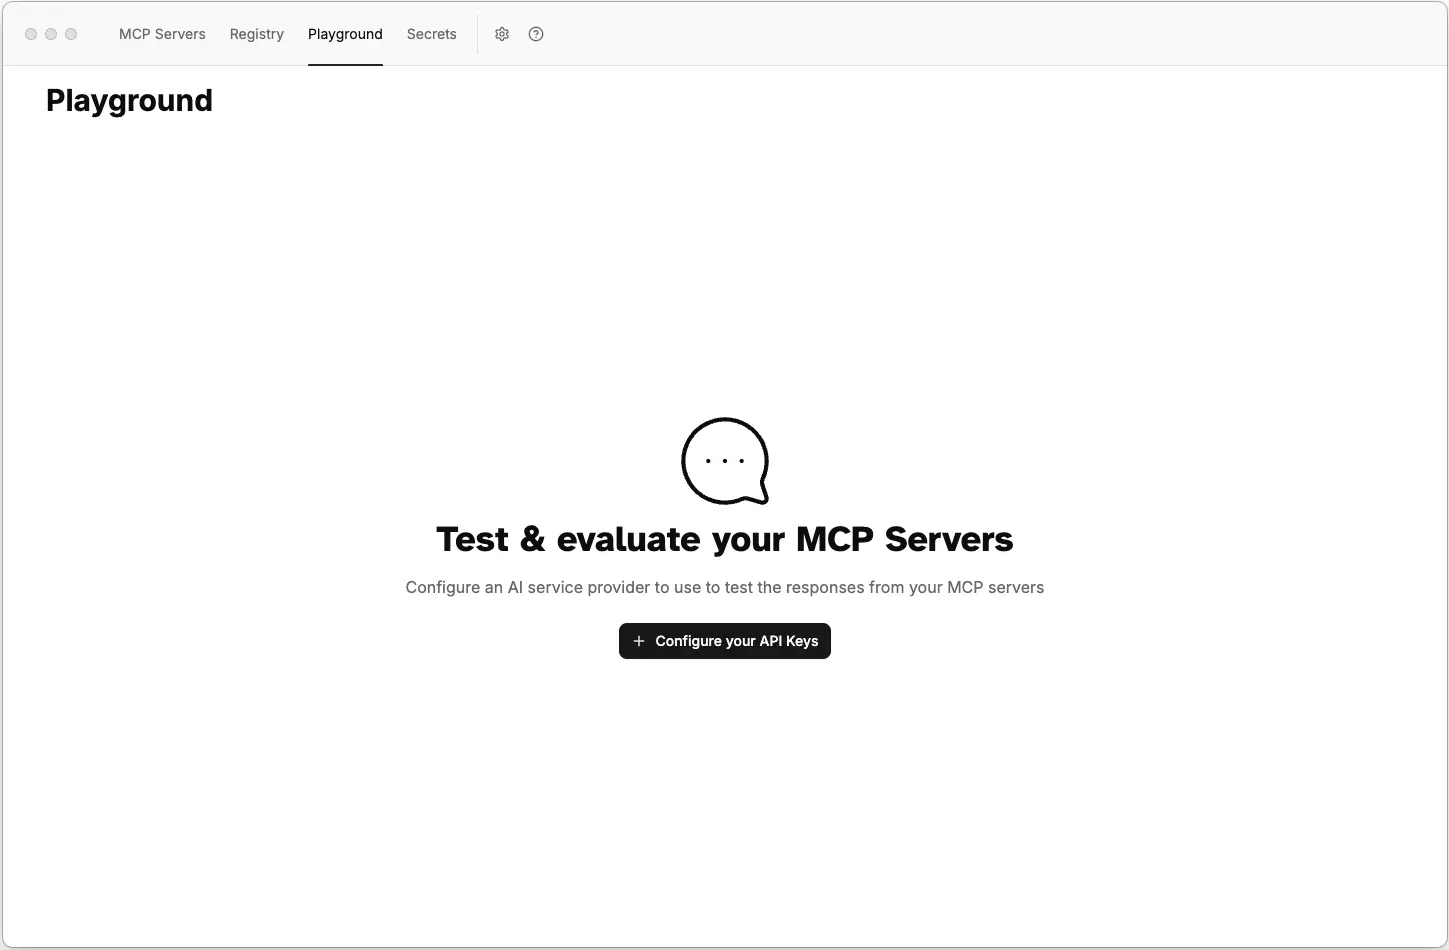 MCP Servers Registry Playground Secrets
Playground
Test & evaluate your MCP Servers
Configure an AI service provider to use to test the responses from your MCP servers
Configure your API Keys